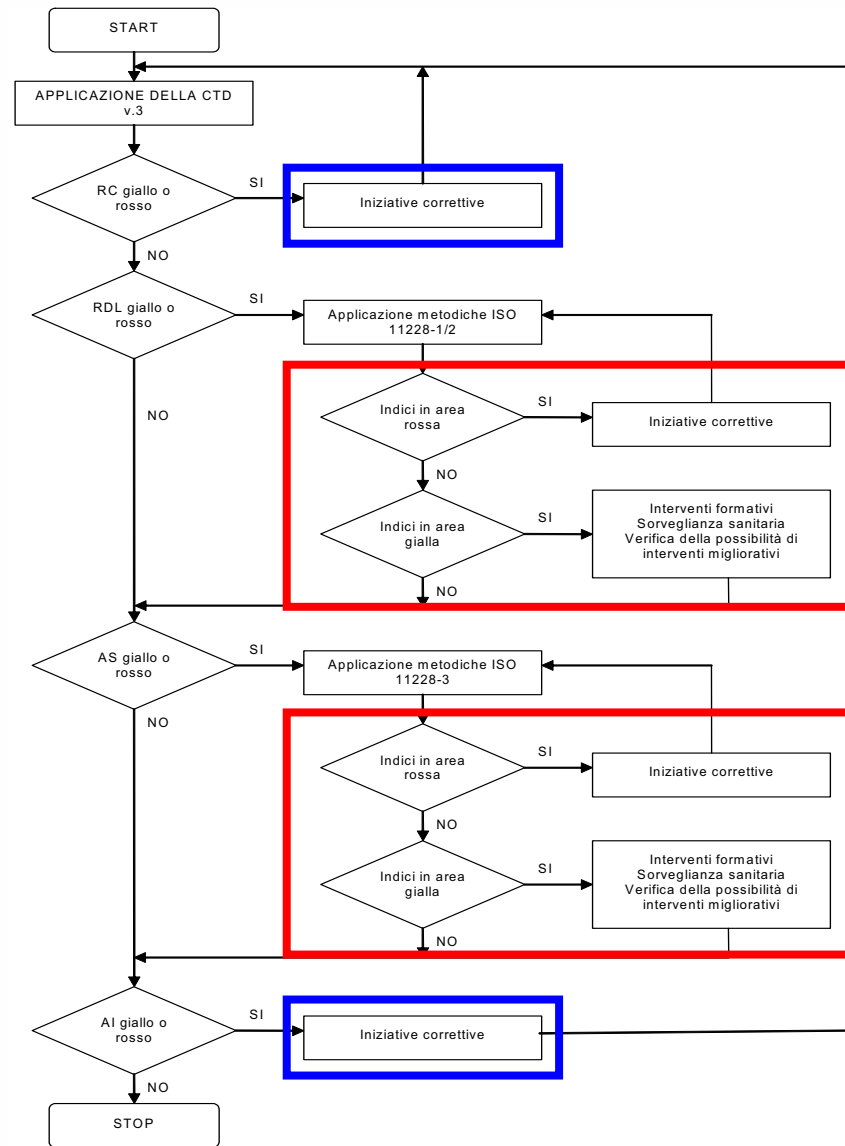 START
APPLICAZIONE DELLA CTD
v.3
RC giallo o
rosso
SI
Iniziative correttive
NO
RDL giallo o
rosso
SI
Applicazione metodiche ISO
11228-1/2
NO
Indici in area
rossa
SI
Iniziative correttive
NO
Indici in area
gialla
SI
Interventi formativi
Sorveglianza sanitaria
Verifica della possibilità di
interventi migliorativi
NO
AS giallo o
rosso
SI
Applicazione metodiche ISO
11228-3
NO
Indici in area
rossa
SI
Iniziative correttive
NO
Indici in area
gialla
SI
Interventi formativi
Sorveglianza sanitaria
Verifica della possibilità di
interventi migliorativi
NO
AI giallo o
rosso
SI
Iniziative correttive
NO
STOP